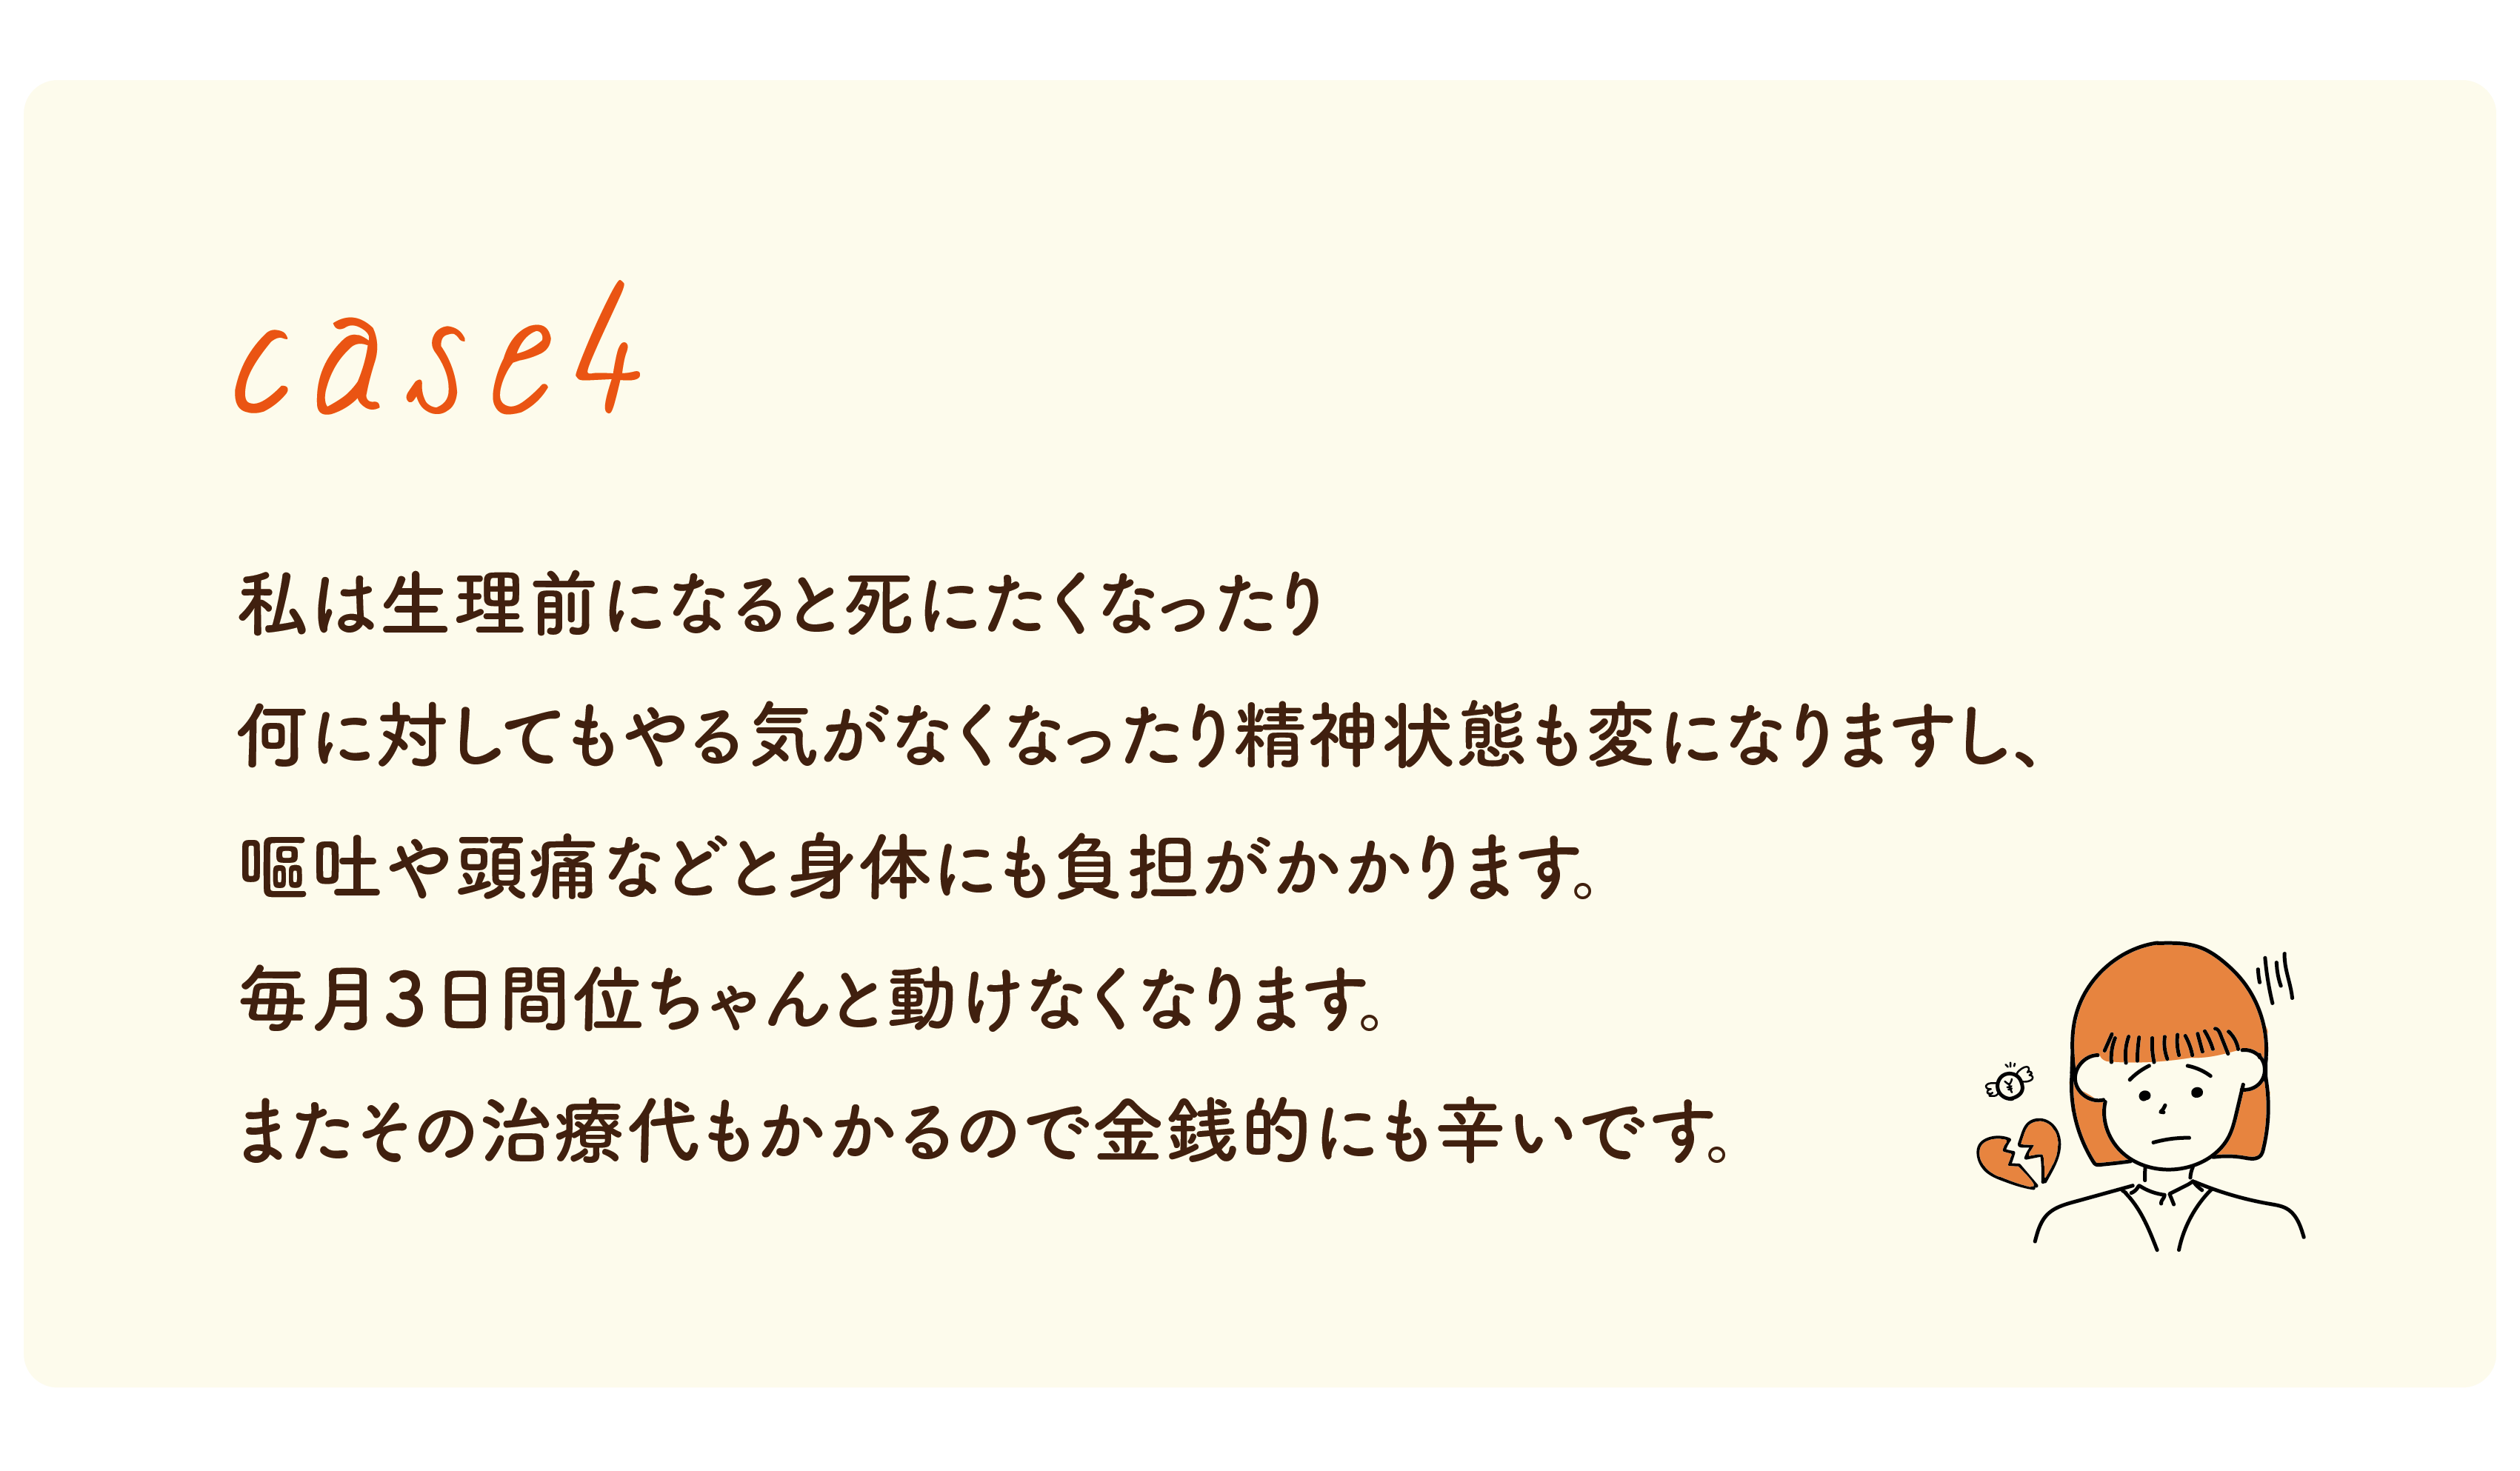 case4
私は生理前になると死にたくなったり
何に対してもやる気がなくなったり精神状態も変になりますし、
嘔吐や頭痛などと身体にも負担がかかります。
毎月3日間位ちゃんと動けなくなります。
またその治療代もかかるので金銭的にも辛いです。